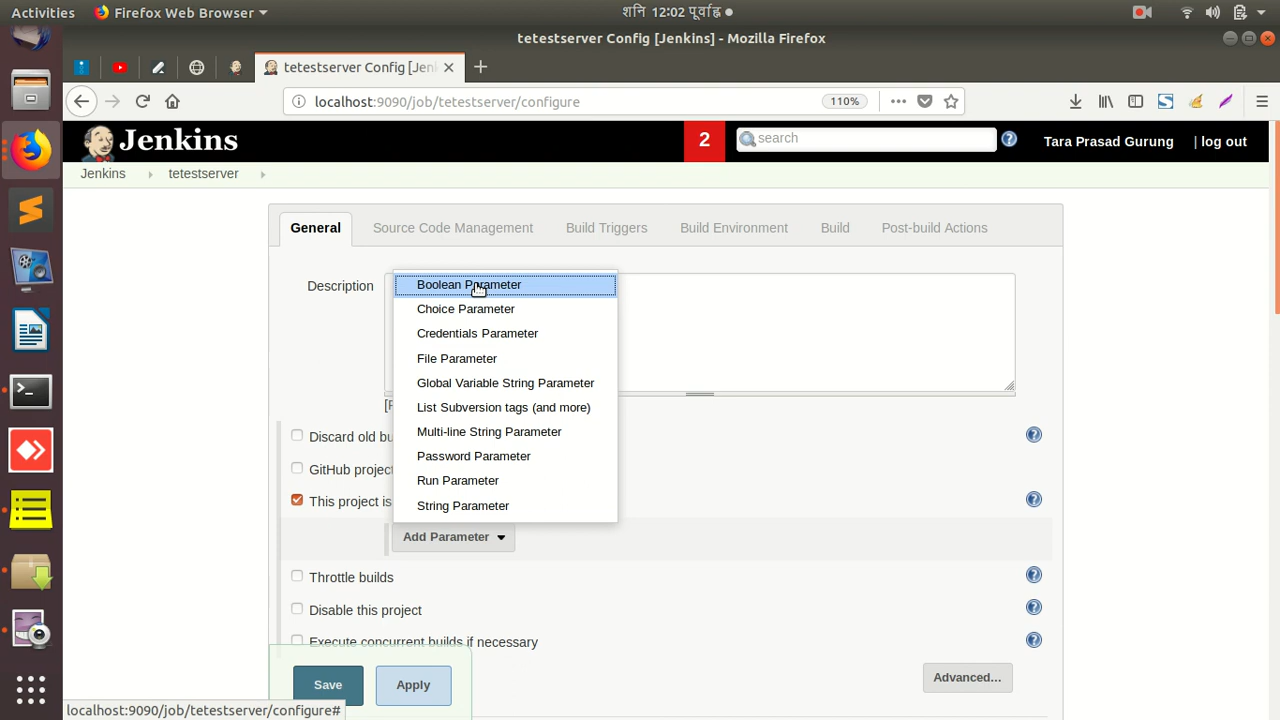 Activities Firefox Web Browser शनि 12:02 पूर्वाह्न
tetestserver Config [Jenkins] - Mozilla Firefox
tetestserver Config [Jen
localhost:9090/job/tetestserver/configure 110%
Jenkins 2 search Tara Prasad Gurung | log out
Jenkins tetestserver
General Source Code Management Build Triggers Build Environment Build Post-build Actions
Description
Boolean Parameter
Choice Parameter
Credentials Parameter
File Parameter
Global Variable String Parameter
List Subversion tags (and more)
Multi-line String Parameter
Password Parameter
Run Parameter
String Parameter
Discard old bu
GitHub project
This project is
Add Parameter
Throttle builds
Disable this project
Execute concurrent builds if necessary
Advanced...
Save Apply
localhost:9090/job/tetestserver/configure#